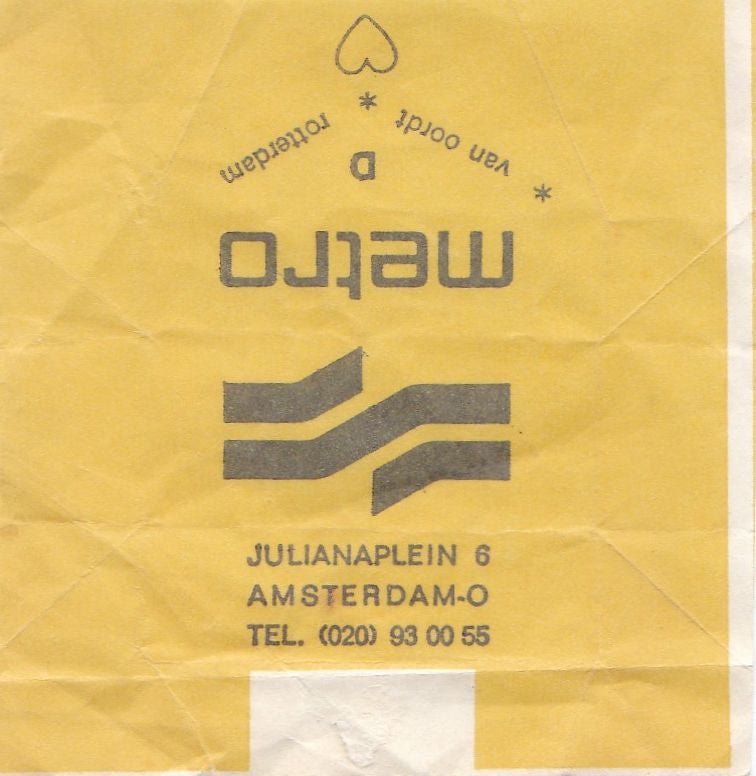 * van oordt * rotterdam
D
metro
JULIANAPLEIN 6
AMSTERDAM-O
TEL. (020) 93 00 55